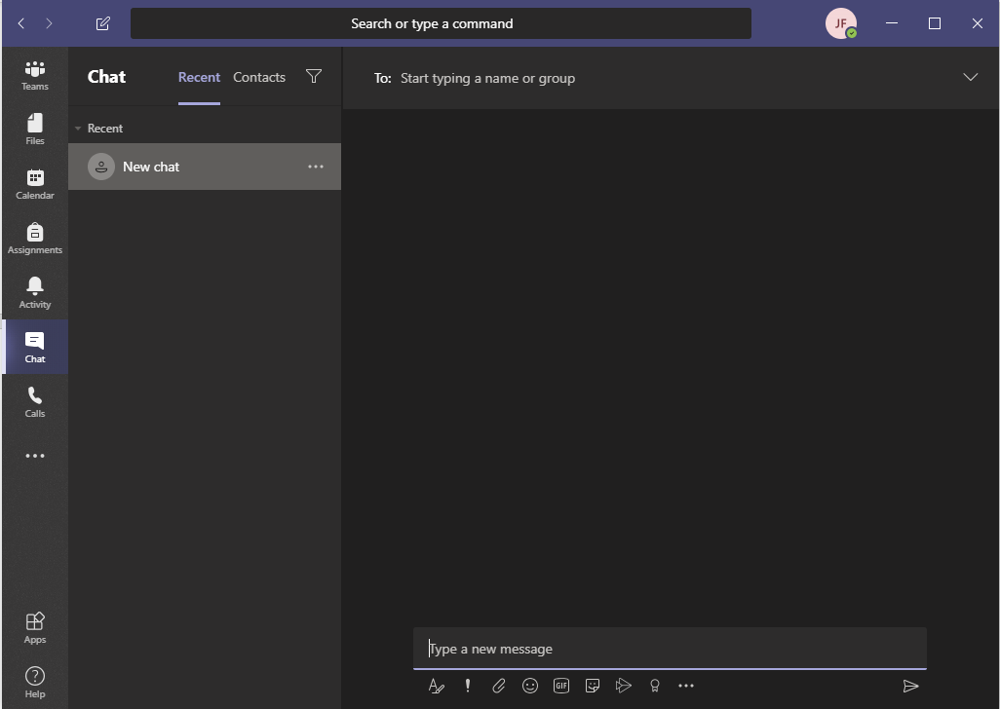 Search or type a command
JF
Teams
Files
Calendar
Assignments
Activity
Chat
Calls
Apps
Help
Chat
Recent
Contacts
Recent
New chat
To: Start typing a name or group
Type a new message
GIF